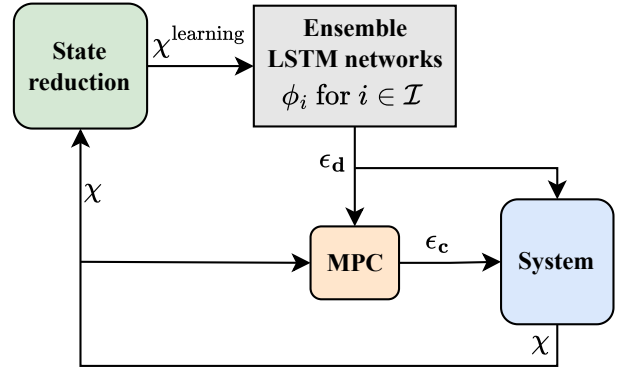 State
reduction
χ^learning
Ensemble
LSTM networks
ϕ_i for i ∈ ℐ
ϵ_d
χ
MPC
ϵ_c
System
χ